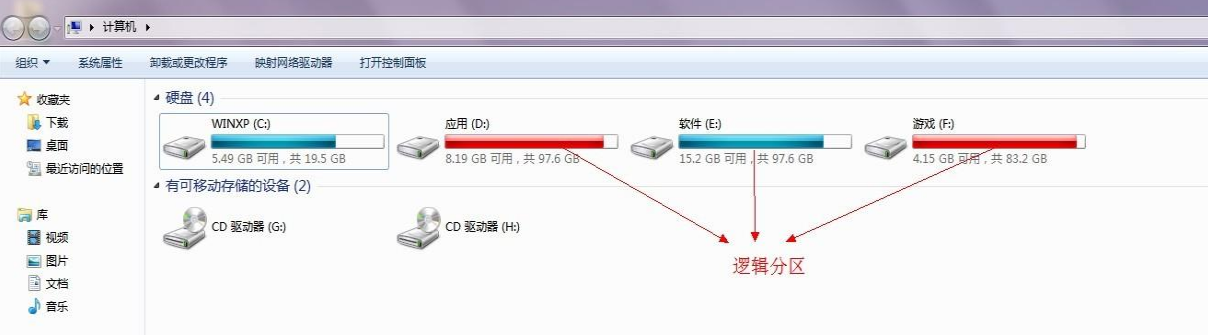 计算机
组织 系统属性 卸载或更改程序 映射网络驱动器 打开控制面板
收藏夹
下载
桌面
最近访问的位置
库
视频
图片
文档
音乐
硬盘 (4)
WINXP (C:)
5.49 GB 可用，共 19.5 GB
应用 (D:)
8.19 GB 可用，共 97.6 GB
软件 (E:)
15.2 GB 可用，共 97.6 GB
游戏 (F:)
4.15 GB 可用，共 83.2 GB
有可移动存储的设备 (2)
CD 驱动器 (G:)
CD 驱动器 (H:)
逻辑分区